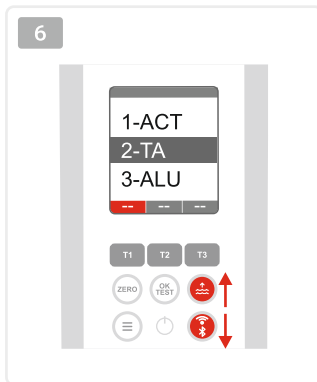 6
1-ACT
2-TA
3-ALU
-- -- --
T1 T2 T3
ZERO OK TEST